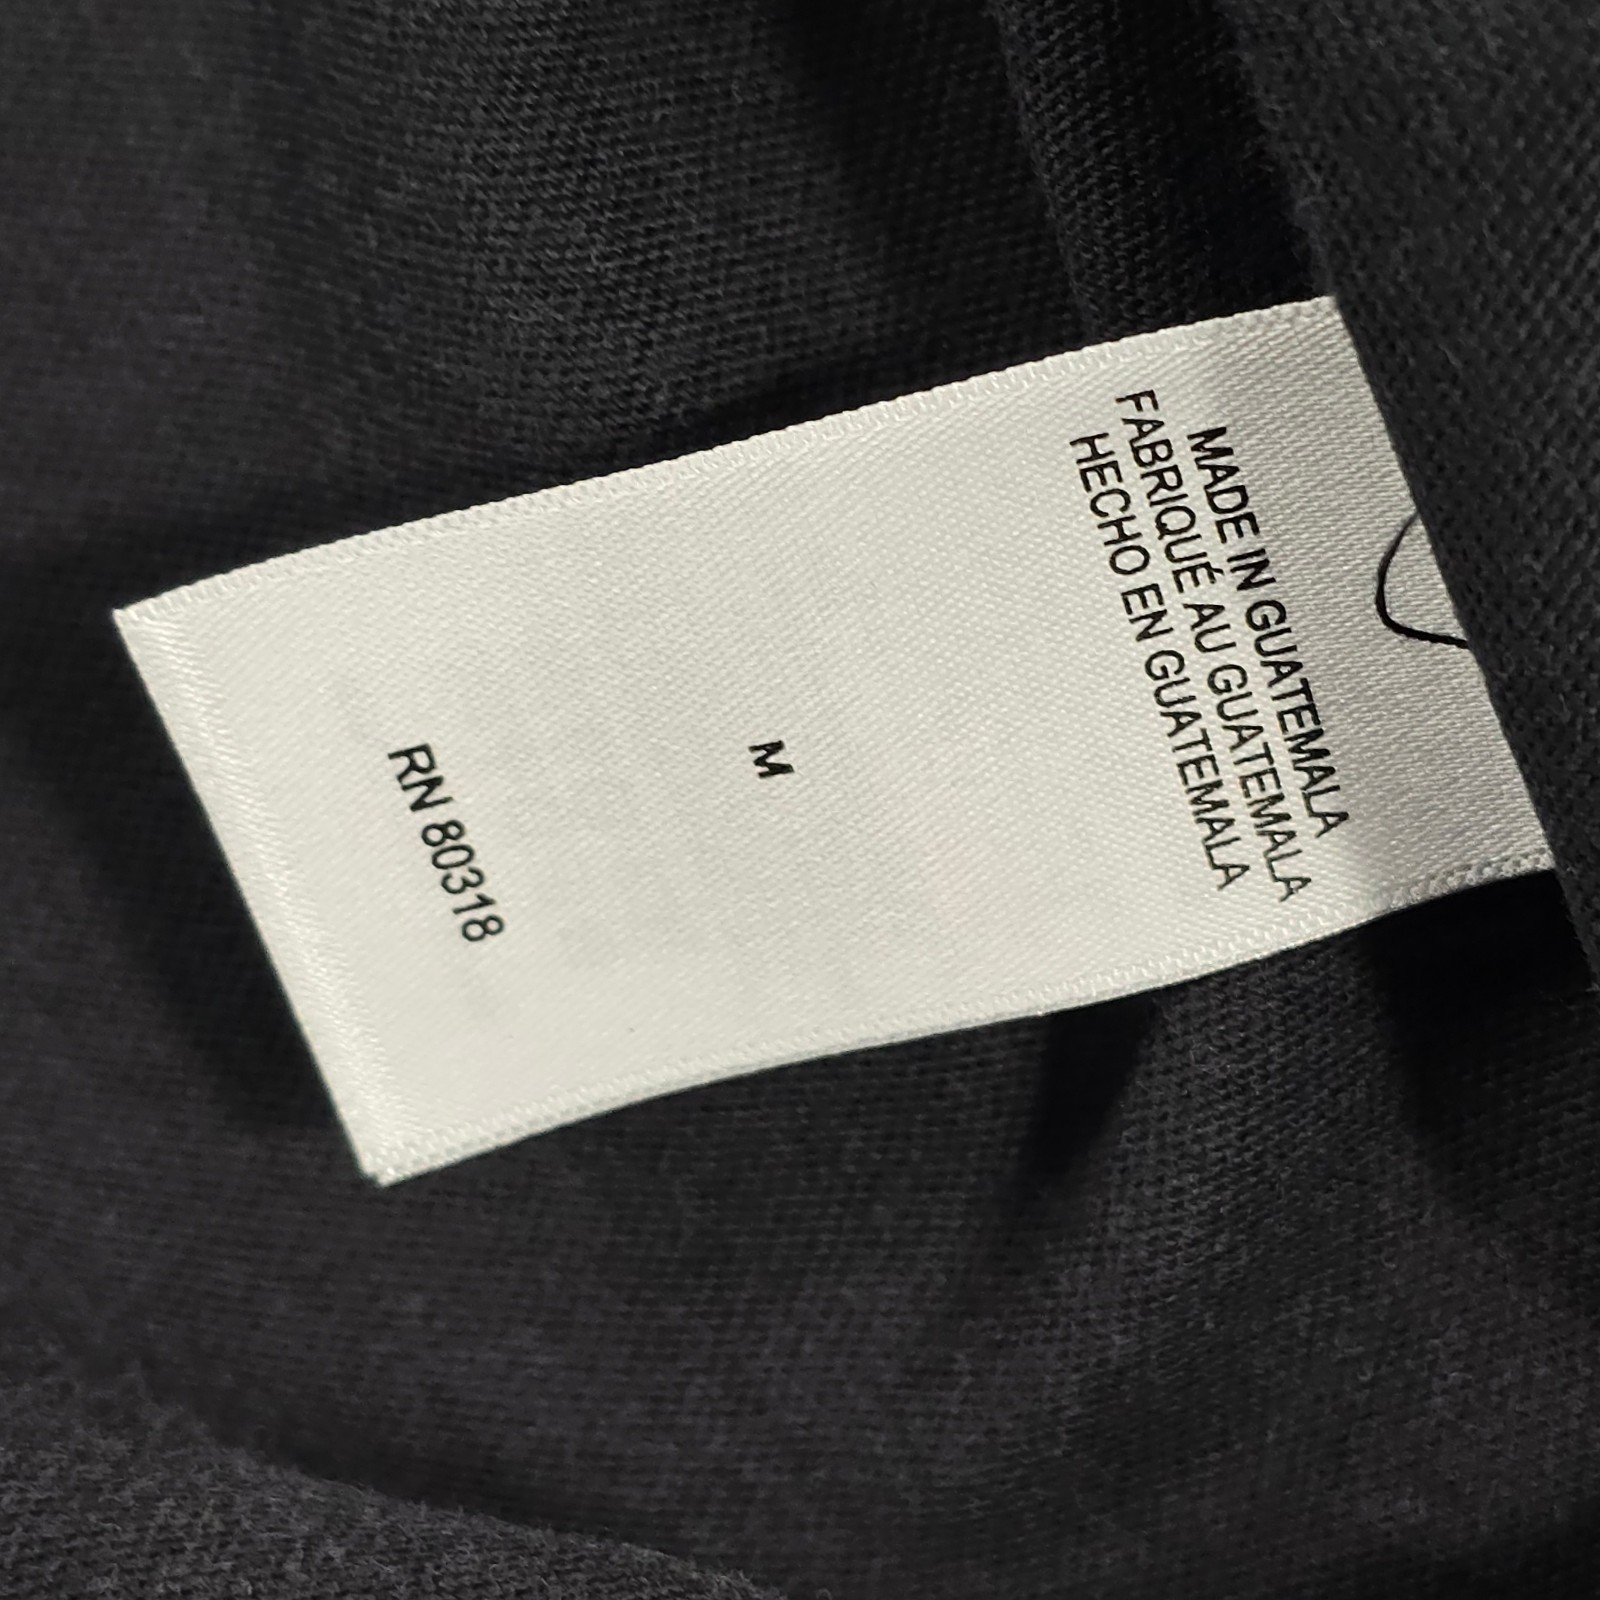 MADE IN GUATEMALA
FABRIQUÉ AU GUATEMALA
HECHO EN GUATEMALA
M
RN 80318